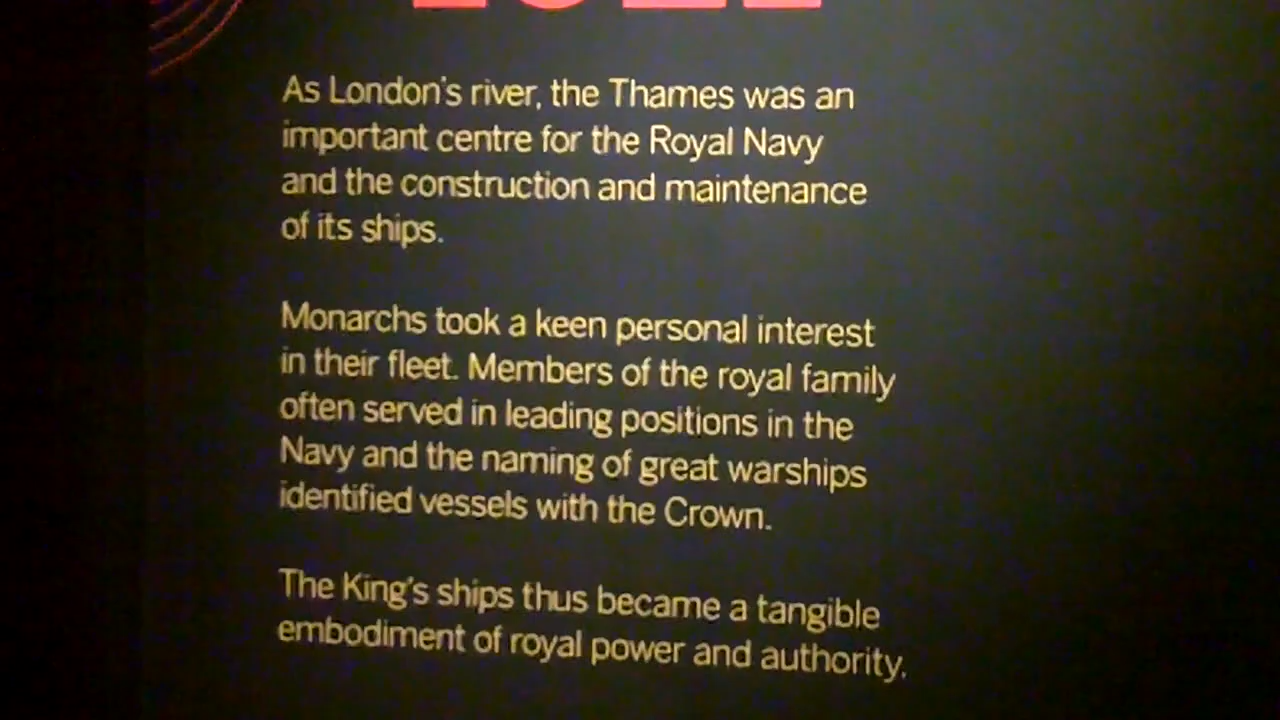 As London's river, the Thames was an
important centre for the Royal Navy
and the construction and maintenance
of its ships.
Monarchs took a keen personal interest
in their fleet. Members of the royal family
often served in leading positions in the
Navy and the naming of great warships
identified vessels with the Crown.
The King's ships thus became a tangible
embodiment of royal power and authority.